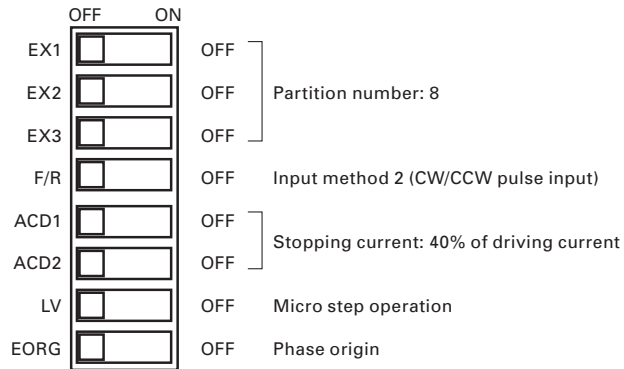 OFF ON
EX1 OFF
EX2 OFF Partition number: 8
EX3 OFF
F/R OFF Input method 2 (CW/CCW pulse input)
ACD1 OFF
Stopping current: 40% of driving current
ACD2 OFF
LV OFF Micro step operation
EORG OFF Phase origin